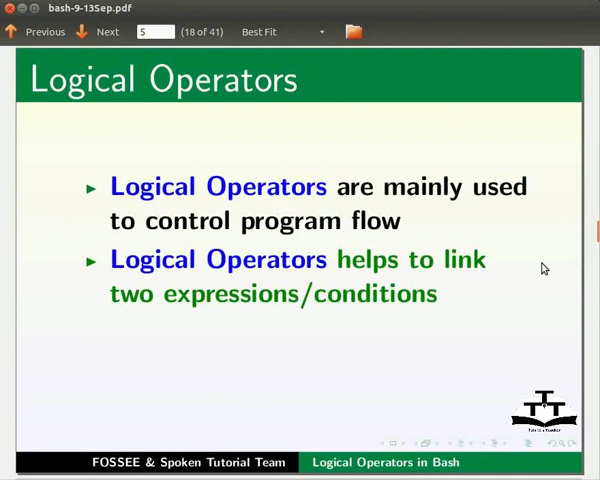 bash-9-13Sep.pdf
Previous Next 5 (18 of 41) Best Fit
Logical Operators
Logical Operators are mainly used
to control program flow
Logical Operators helps to link
two expressions/conditions
TTT
FOSSEE & Spoken Tutorial Team Logical Operators in Bash